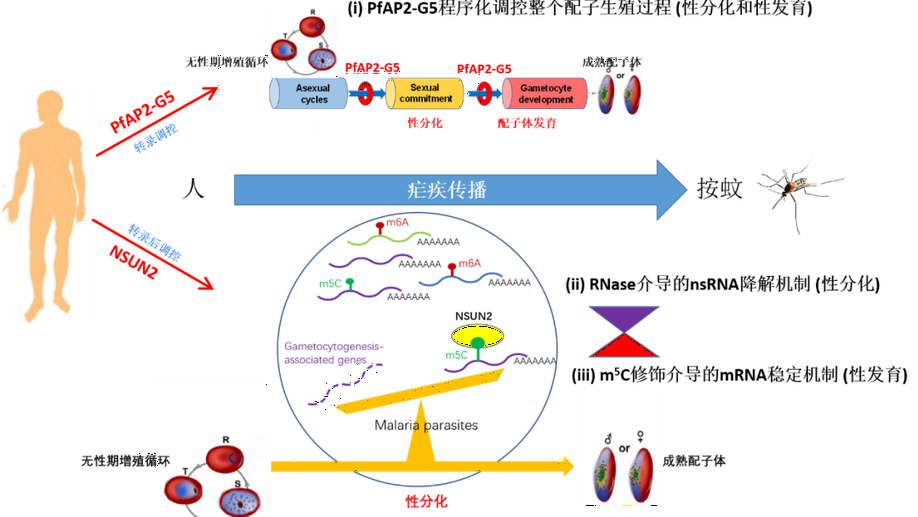 (i) PfAP2-G5程序化调控整个配子生殖过程 (性分化和性发育)
R
T
S
无性期增殖循环
PfAP2-G5
PfAP2-G5
成熟配子体
♂ or ♀
Asexual cycles
Sexual commitment
Gametocyte development
性分化
配子体发育
PfAP2-G5
转录调控
人
疟疾传播
按蚊
转录后调控
NSUN2
m6A
AAAAAAA
AAAAAAA
m6A
m5C
AAAAAAA
AAAAAAA
(ii) RNase介导的nsRNA降解机制 (性分化)
NSUN2
Gametocytogenesis-
associated genes
m5C
AAAAAAA
(iii) m⁵C修饰介导的mRNA稳定机制 (性发育)
Malaria parasites
无性期增殖循环
R
T
S
♂ or ♀
成熟配子体
性分化